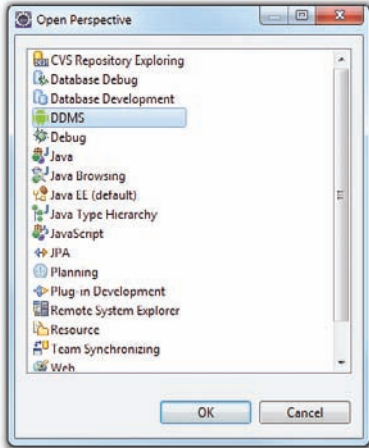 Open Perspective
CVS Repository Exploring
Database Debug
Database Development
DDMS
Debug
Java
Java Browsing
Java EE (default)
Java Type Hierarchy
JavaScript
JPA
Planning
Plug-in Development
Remote System Explorer
Resource
Team Synchronizing
Web
OK
Cancel